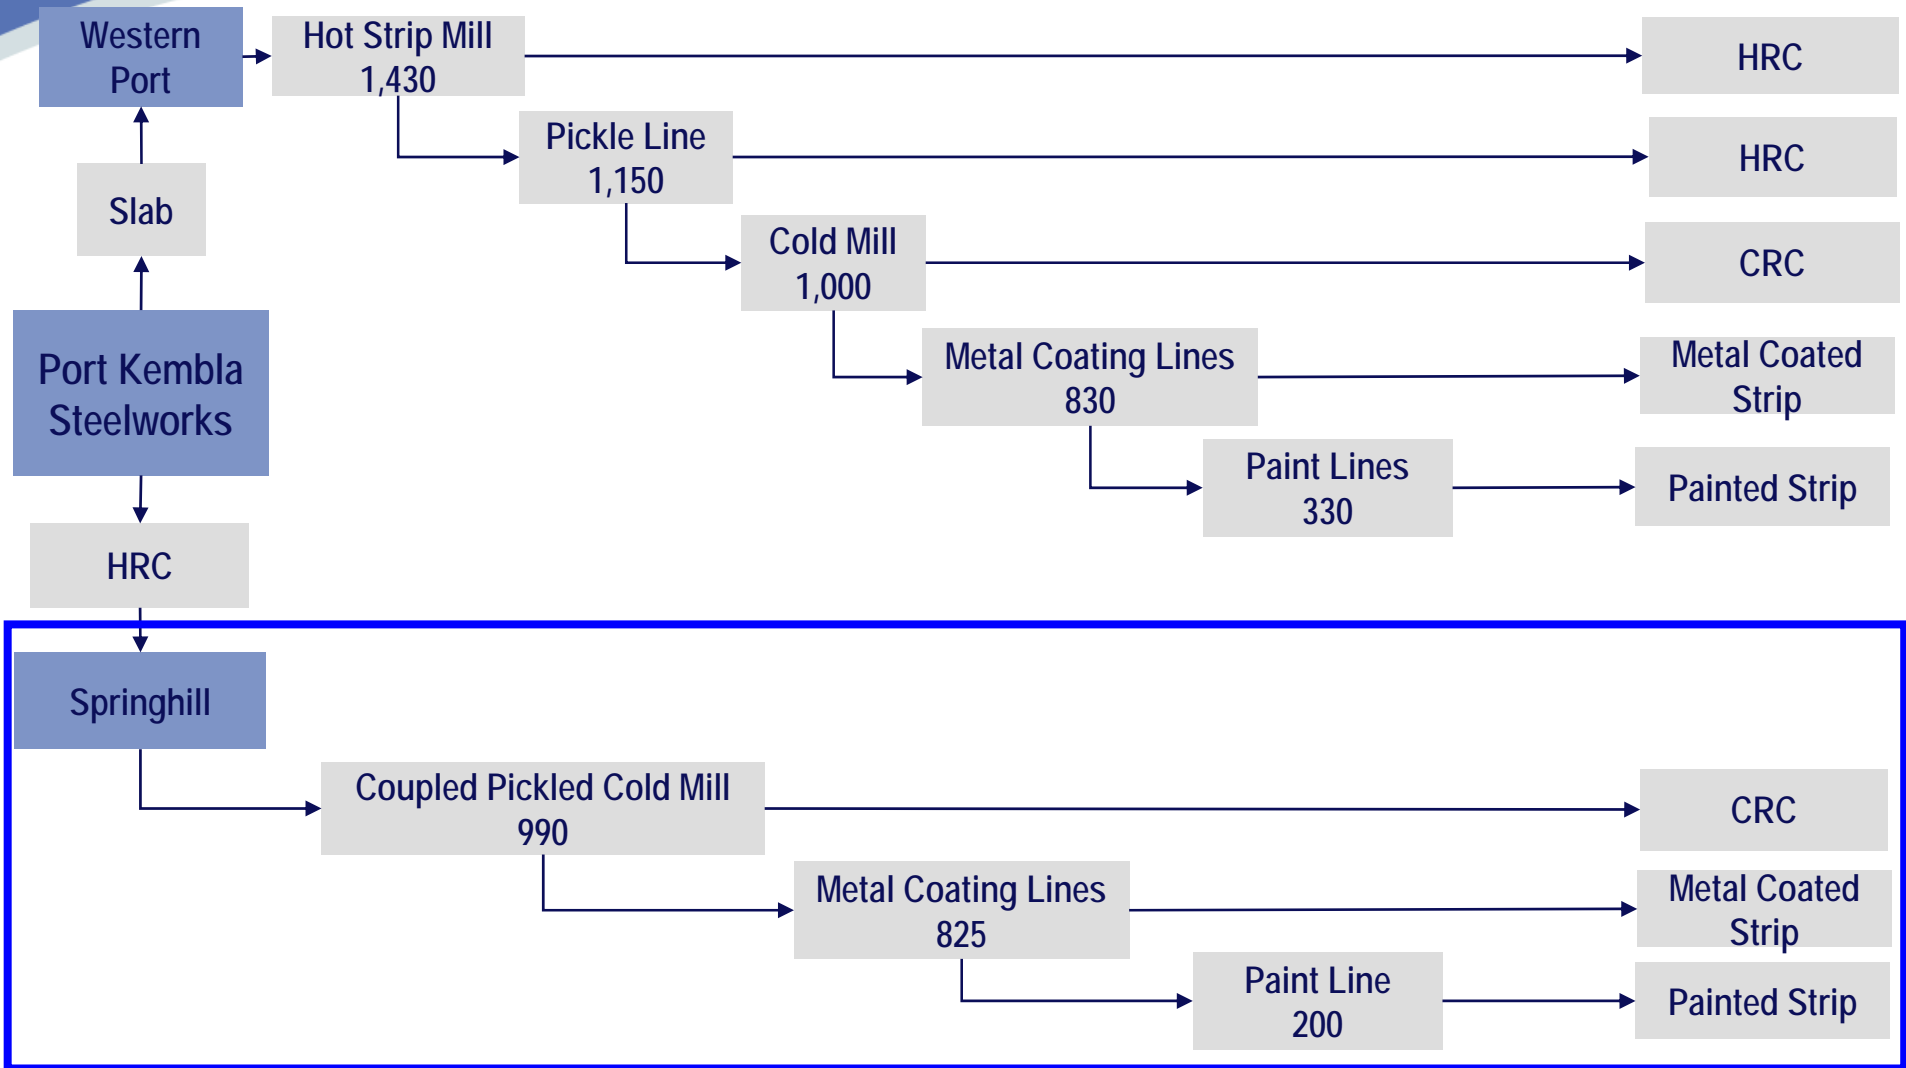 Western
Port
Hot Strip Mill
1,430
HRC
Pickle Line
1,150
HRC
Slab
Cold Mill
1,000
CRC
Port Kembla
Steelworks
Metal Coating Lines
830
Metal Coated
Strip
Paint Lines
330
Painted Strip
HRC
Springhill
Coupled Pickled Cold Mill
990
CRC
Metal Coating Lines
825
Metal Coated
Strip
Paint Line
200
Painted Strip